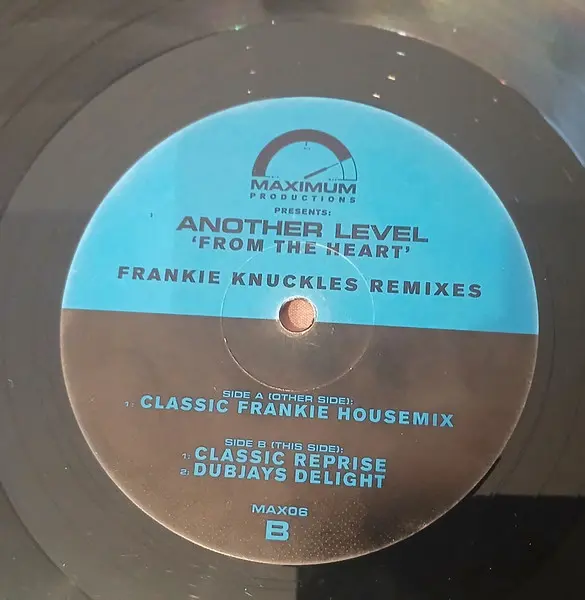 MAXIMUM
PRODUCTIONS
PRESENTS:
ANOTHER LEVEL
'FROM THE HEART'
FRANKIE KNUCKLES REMIXES
SIDE A (OTHER SIDE):
1: CLASSIC FRANKIE HOUSEMIX
SIDE B (THIS SIDE):
1: CLASSIC REPRISE
2: DUBJAYS DELIGHT
MAX06
B